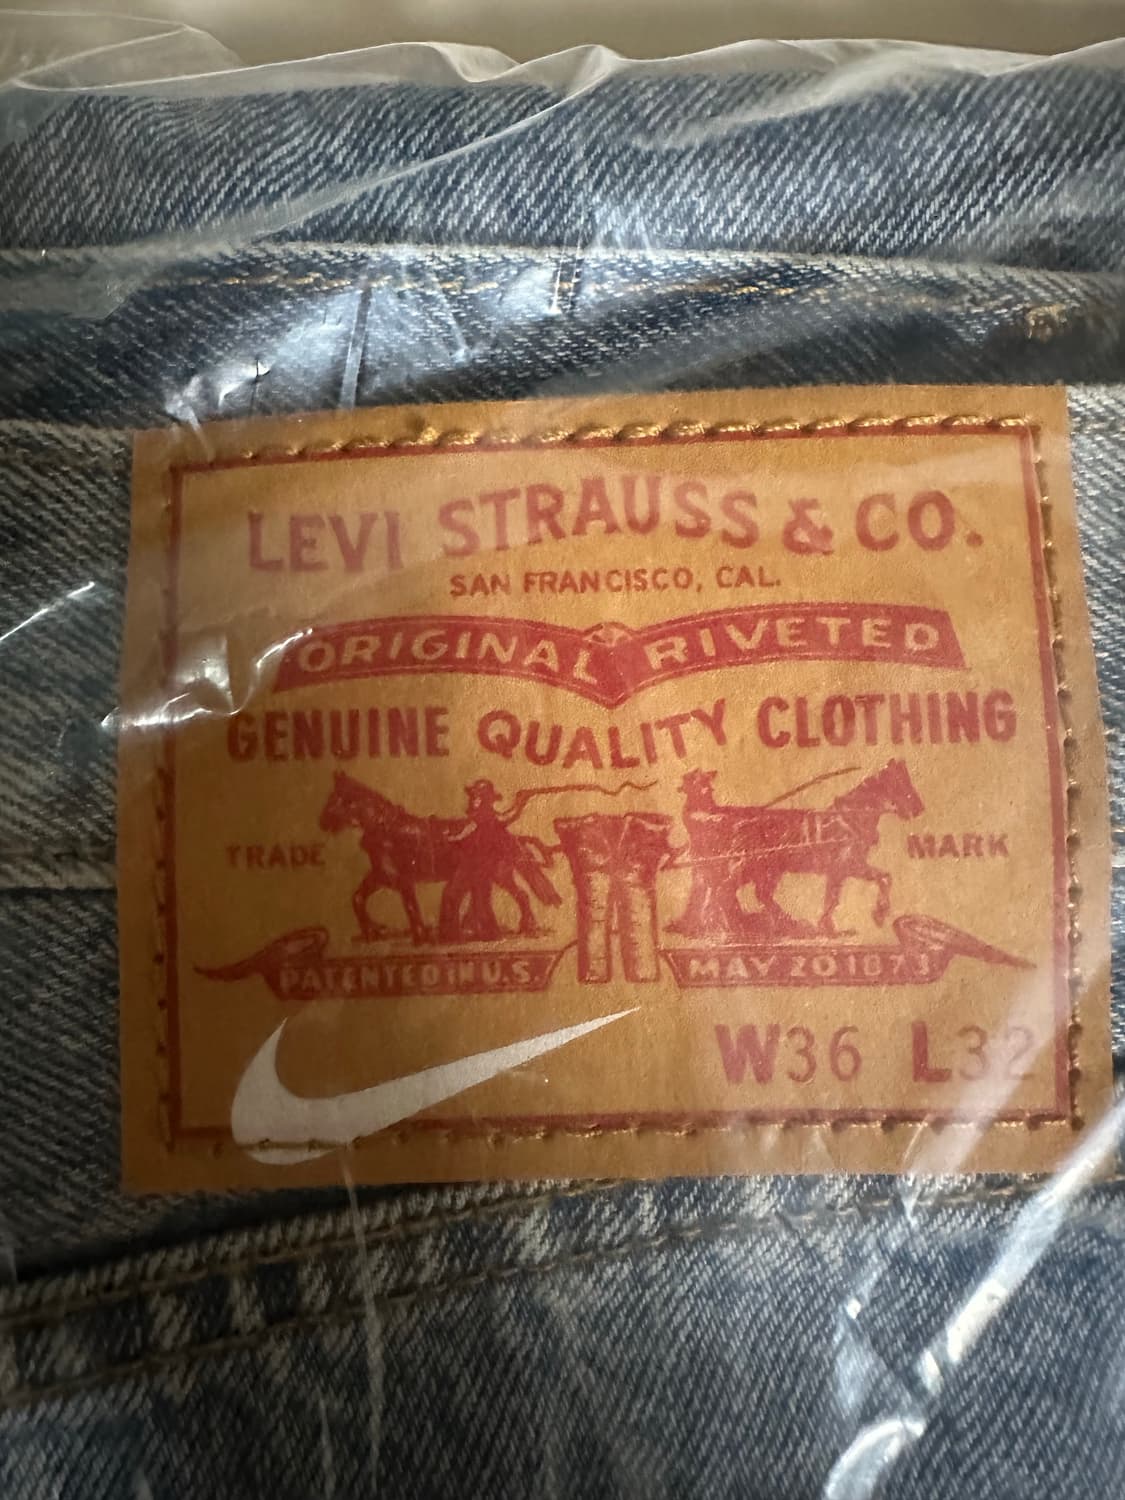 LEVI STRAUSS & CO.
SAN FRANCISCO, CAL.
ORIGINAL RIVETED
GENUINE QUALITY CLOTHING
TRADE MARK
PATENTED IN U.S. MAY 20 1873
W36 L32